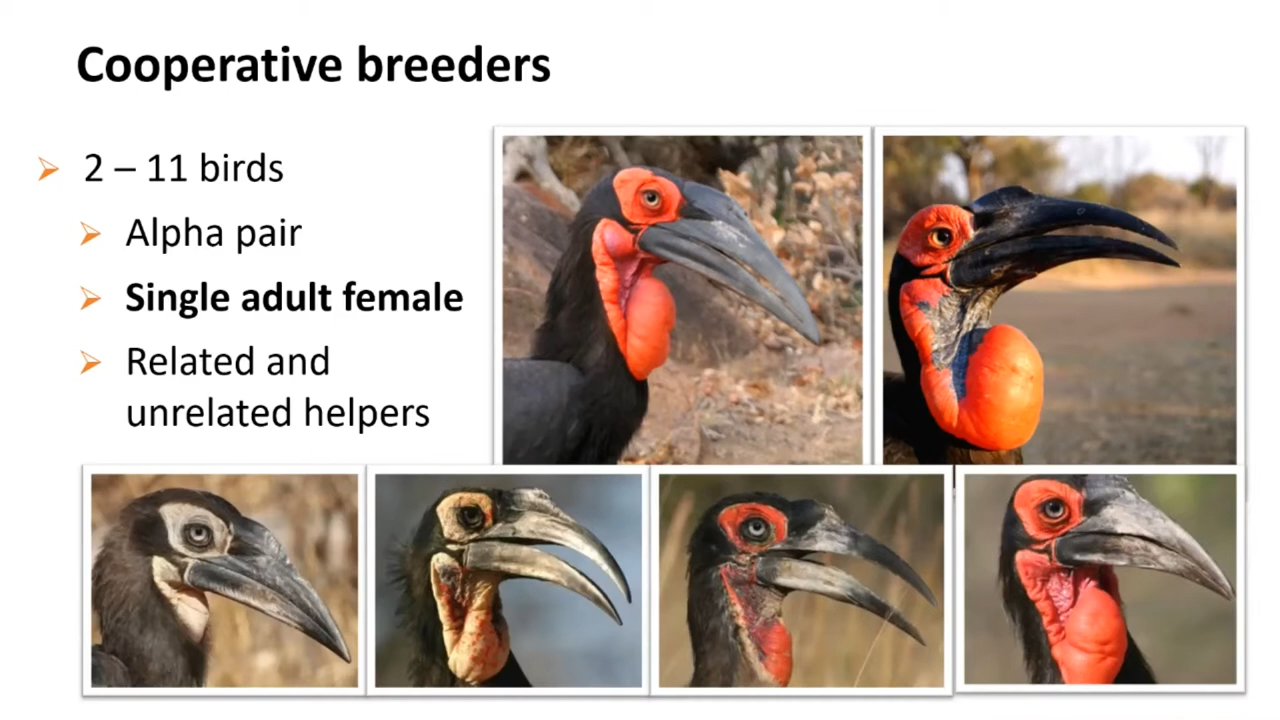 Cooperative breeders
2 – 11 birds
Alpha pair
Single adult female
Related and
unrelated helpers